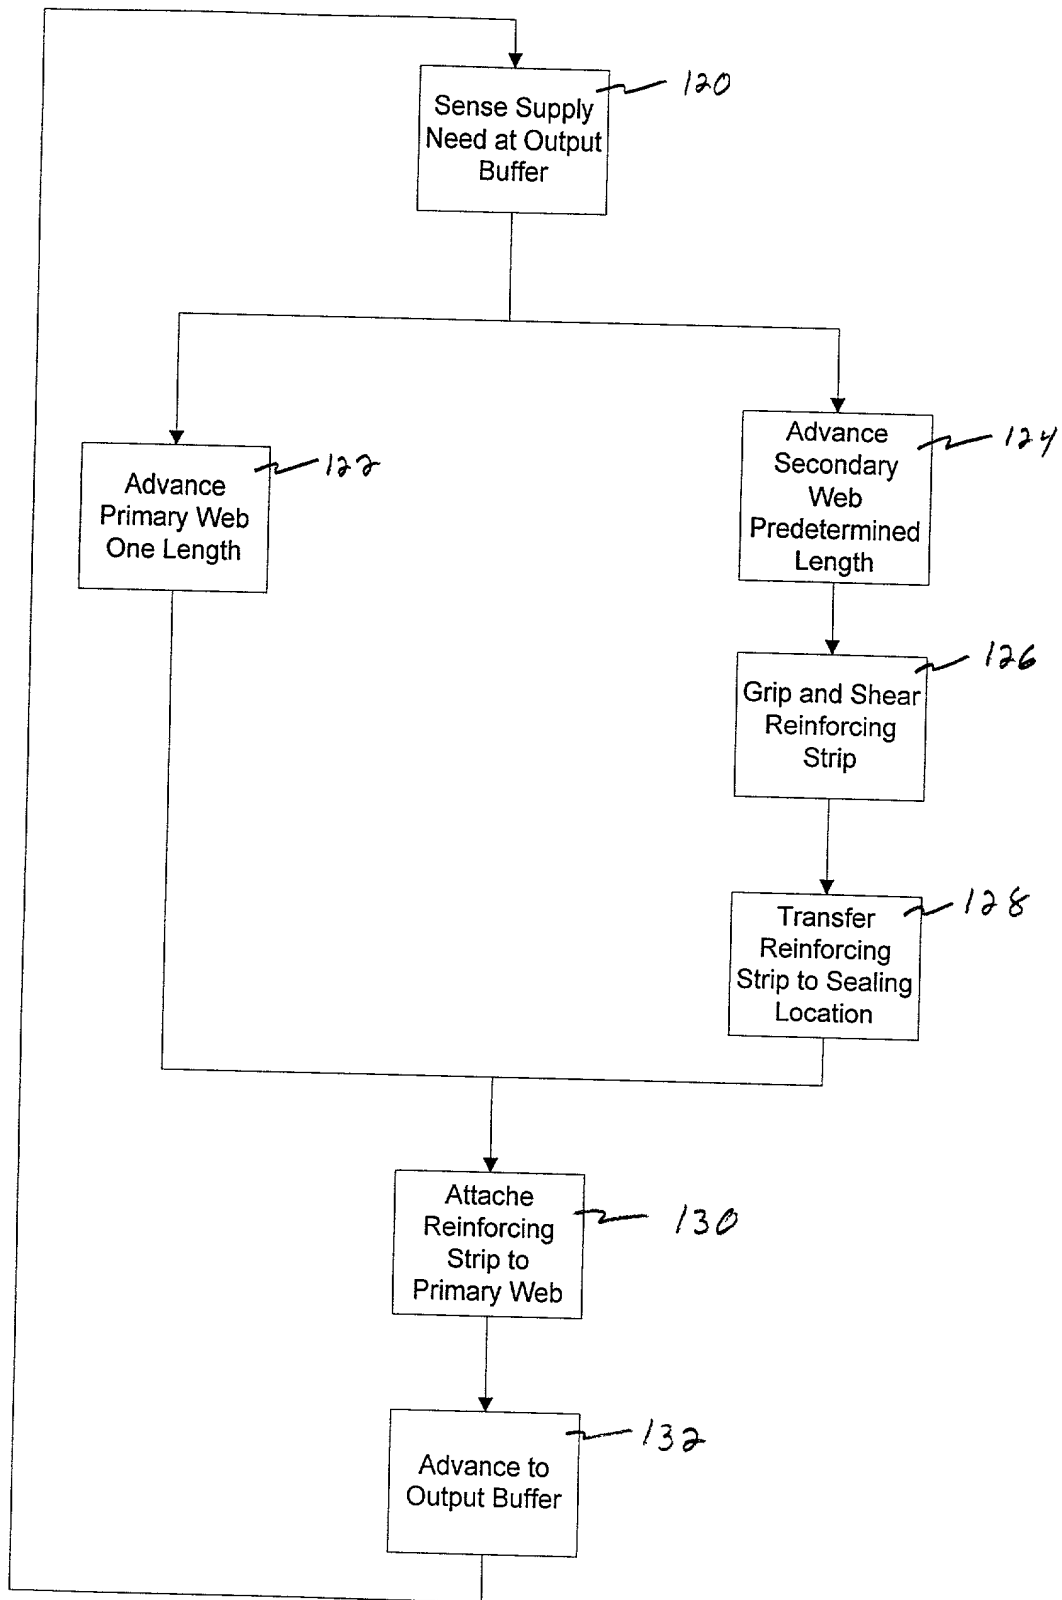 Sense Supply
Need at Output
Buffer
120
Advance
Primary Web
One Length
122
Advance
Secondary
Web
Predetermined
Length
124
Grip and Shear
Reinforcing
Strip
126
Transfer
Reinforcing
Strip to Sealing
Location
128
Attache
Reinforcing
Strip to
Primary Web
130
Advance to
Output Buffer
132